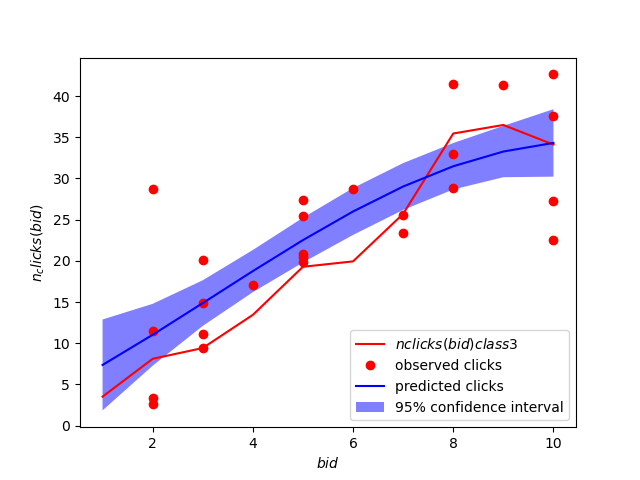 40
35
30
25
20
15
10
5
0
n_clicks(bid)
2
4
6
8
10
bid
nclicks(bid)class3
observed clicks
predicted clicks
95% confidence interval